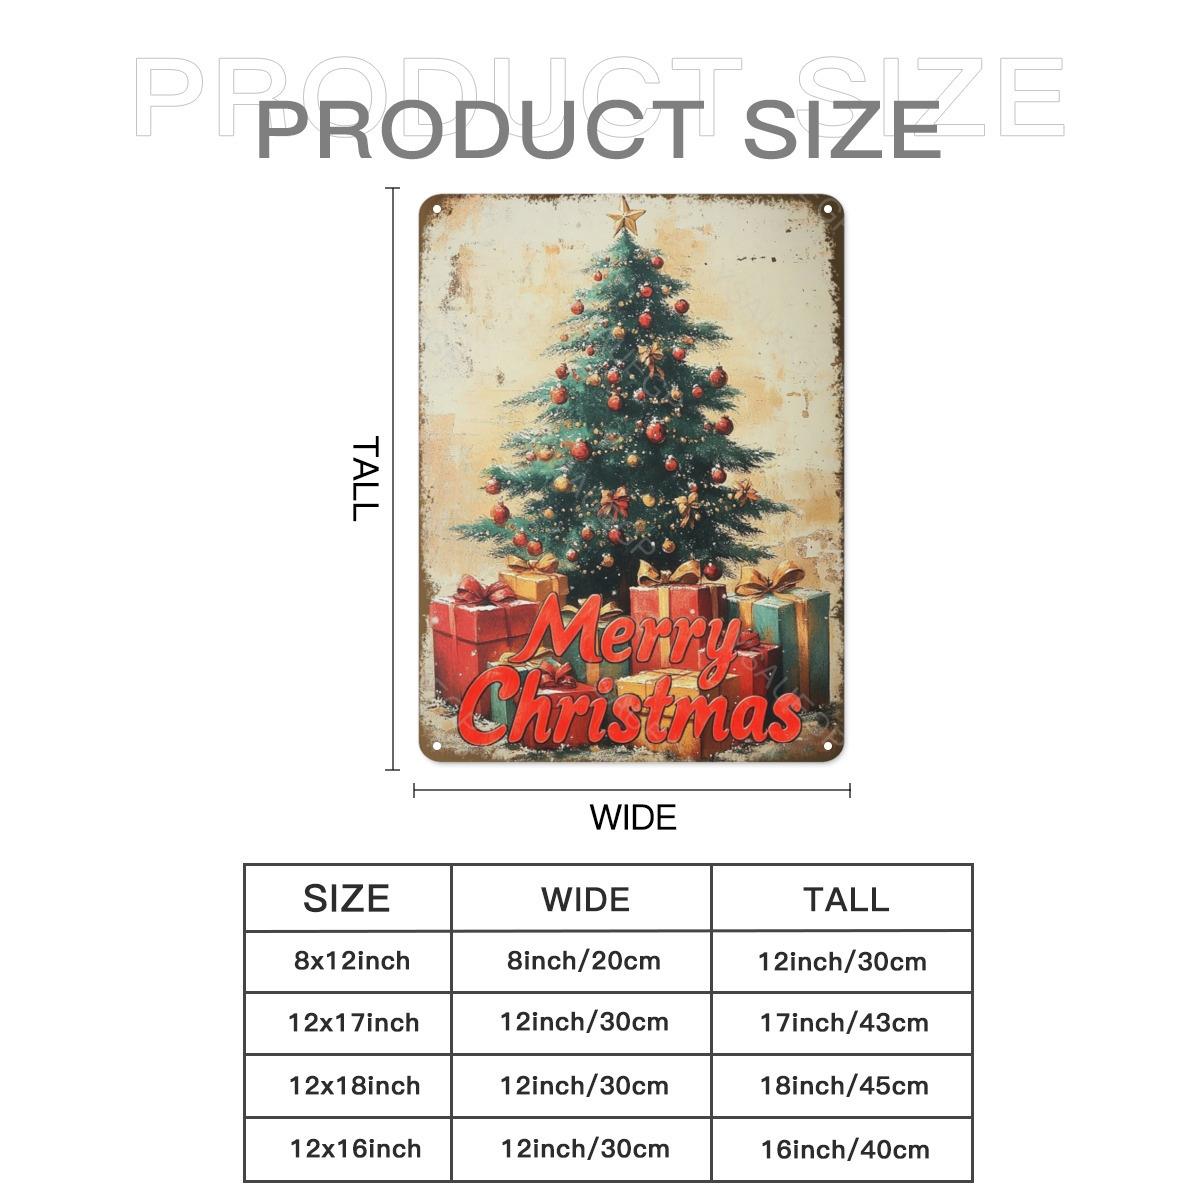 PRODUCT SIZE
PRODUCT SIZE
TALL
Merry
Christmas
WIDE
SIZE WIDE TALL
8x12inch 8inch/20cm 12inch/30cm
12x17inch 12inch/30cm 17inch/43cm
12x18inch 12inch/30cm 18inch/45cm
12x16inch 12inch/30cm 16inch/40cm